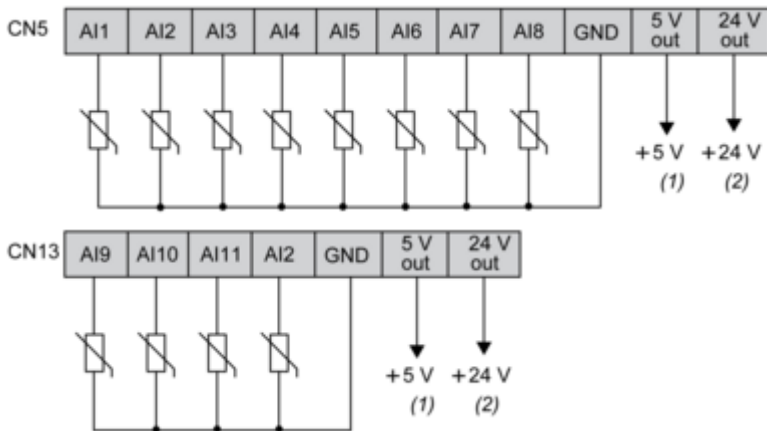 CN5 AI1 AI2 AI3 AI4 AI5 AI6 AI7 AI8 GND 5 V out 24 V out
+5 V +24 V
(1) (2)
CN13 AI9 AI10 AI11 AI2 GND 5 V out 24 V out
+5 V +24 V
(1) (2)